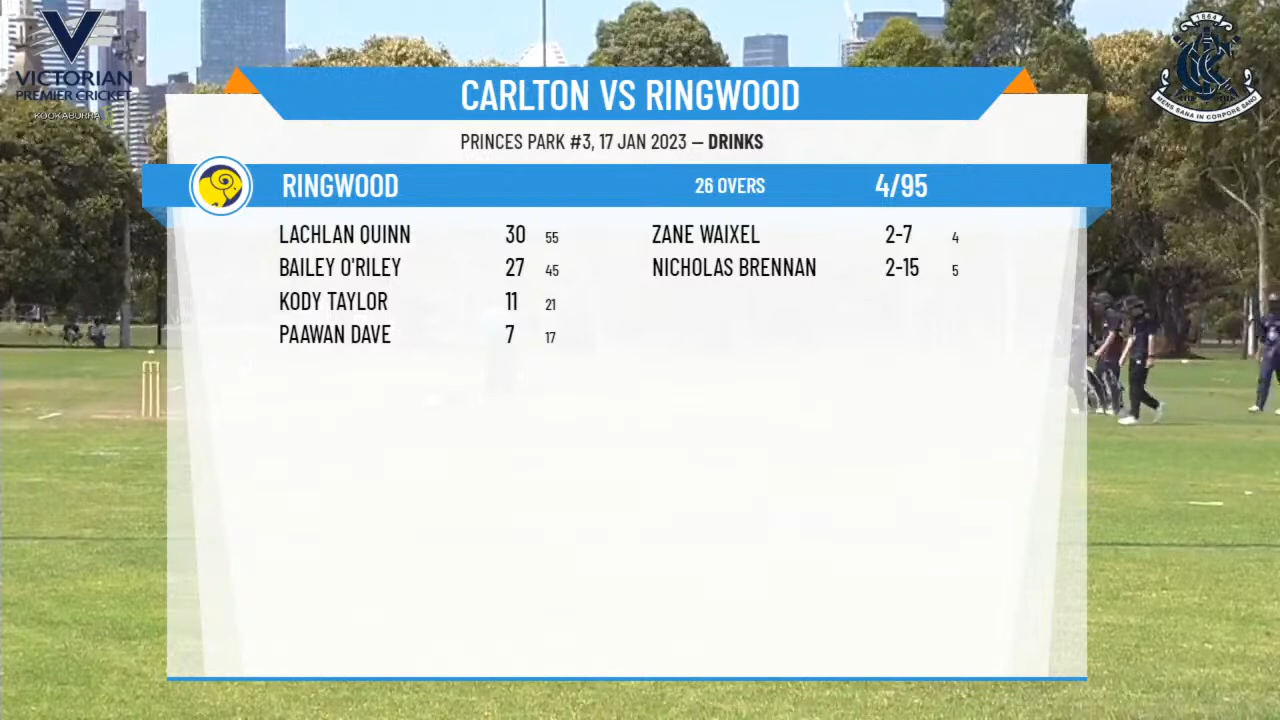 VICTORIAN
PREMIER CRICKET
KOOKABURRA
1864
MENS SANA IN CORPORE SANO
CARLTON VS RINGWOOD
PRINCES PARK #3, 17 JAN 2023 – DRINKS
RINGWOOD 26 OVERS 4/95
LACHLAN QUINN 30 55 ZANE WAIXEL 2-7 4
BAILEY O'RILEY 27 45 NICHOLAS BRENNAN 2-15 5
KODY TAYLOR 11 21
PAAWAN DAVE 7 17